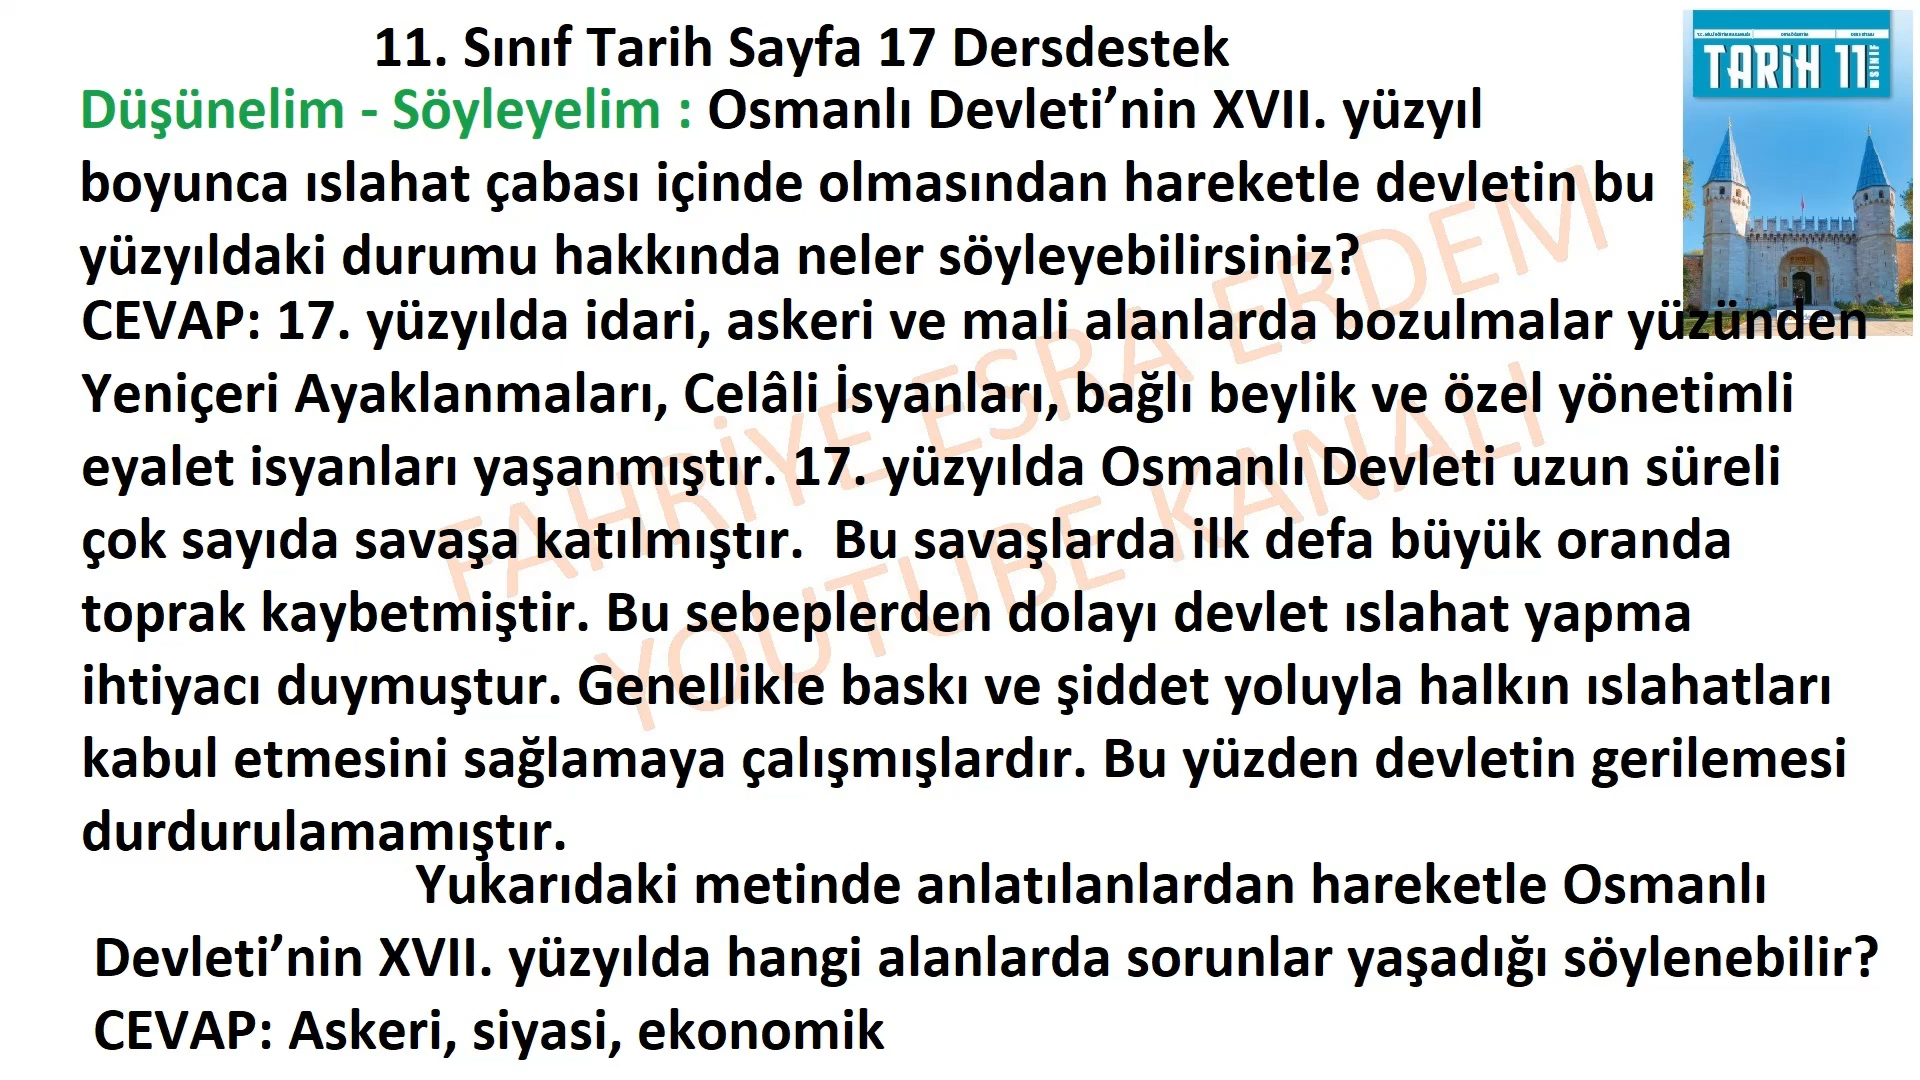 11. Sınıf Tarih Sayfa 17 Dersdestek
Düşünelim - Söyleyelim : Osmanlı Devleti’nin XVII. yüzyıl
boyunca ıslahat çabası içinde olmasından hareketle devletin bu
yüzyıldaki durumu hakkında neler söyleyebilirsiniz?
CEVAP: 17. yüzyılda idari, askeri ve mali alanlarda bozulmalar yüzünden
Yeniçeri Ayaklanmaları, Celâli İsyanları, bağlı beylik ve özel yönetimli
eyalet isyanları yaşanmıştır. 17. yüzyılda Osmanlı Devleti uzun süreli
çok sayıda savaşa katılmıştır.  Bu savaşlarda ilk defa büyük oranda
toprak kaybetmiştir. Bu sebeplerden dolayı devlet ıslahat yapma
ihtiyacı duymuştur. Genellikle baskı ve şiddet yoluyla halkın ıslahatları
kabul etmesini sağlamaya çalışmışlardır. Bu yüzden devletin gerilemesi
durdurulamamıştır.
Yukarıdaki metinde anlatılanlardan hareketle Osmanlı
Devleti’nin XVII. yüzyılda hangi alanlarda sorunlar yaşadığı söylenebilir?
CEVAP: Askeri, siyasi, ekonomik
TARİH 11
SINIF
FAHRİYE ESRA ERDEM
YOUTUBE KANALI